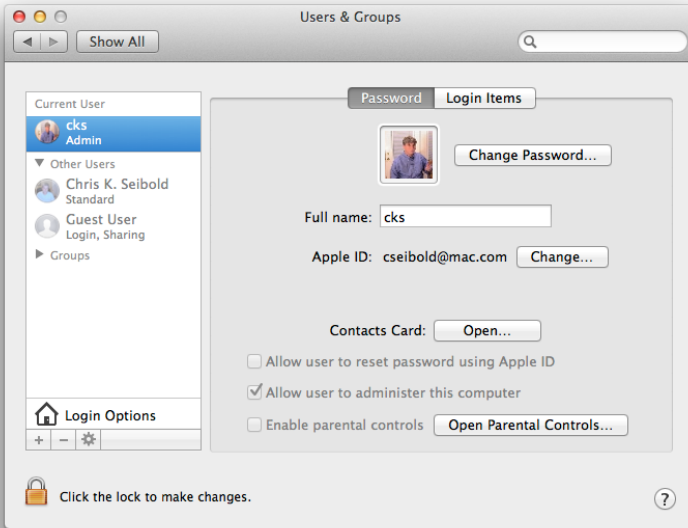 Users & Groups
Show All
Current User
cks
Admin
Other Users
Chris K. Seibold
Standard
Guest User
Login, Sharing
Groups
Login Options
Password Login Items
Change Password...
Full name: cks
Apple ID: cseibold@mac.com Change...
Contacts Card: Open...
Allow user to reset password using Apple ID
Allow user to administer this computer
Enable parental controls Open Parental Controls...
Click the lock to make changes.
?